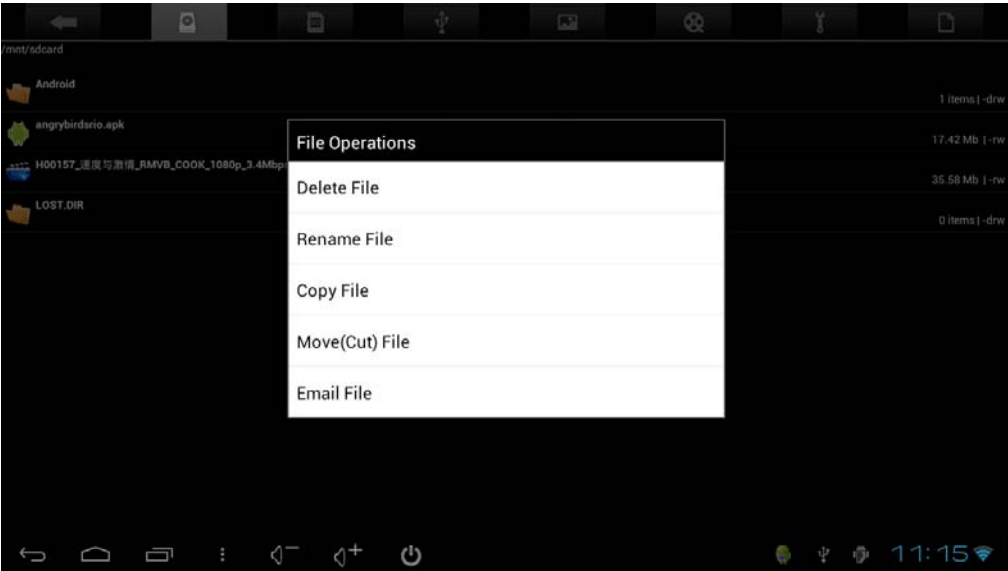 /mnt/sdcard
Android
1 items | -drw
angrybirdsrio.apk
17.42 Mb | -rw
H00157_速度与激情_RMVB_COOK_1080p_3.4Mbp
35.58 Mb | -rw
LOST.DIR
0 items | -drw
File Operations
Delete File
Rename File
Copy File
Move(Cut) File
Email File
11:15